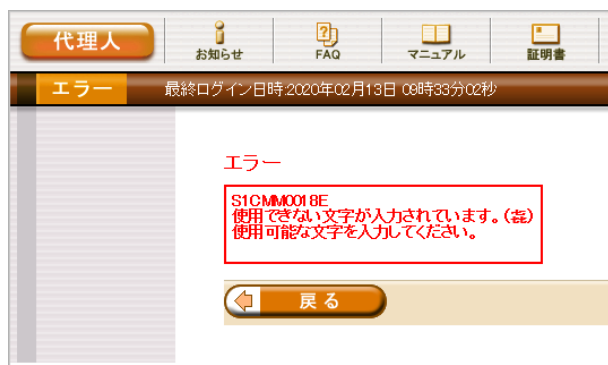 代理人
お知らせ
FAQ
マニュアル
証明書
エラー
最終ログイン日時:2020年02月13日 09時33分02秒
エラー
S1CMM0018E
使用できない文字が入力されています。(嵞)
使用可能な文字を入力してください。
戻る